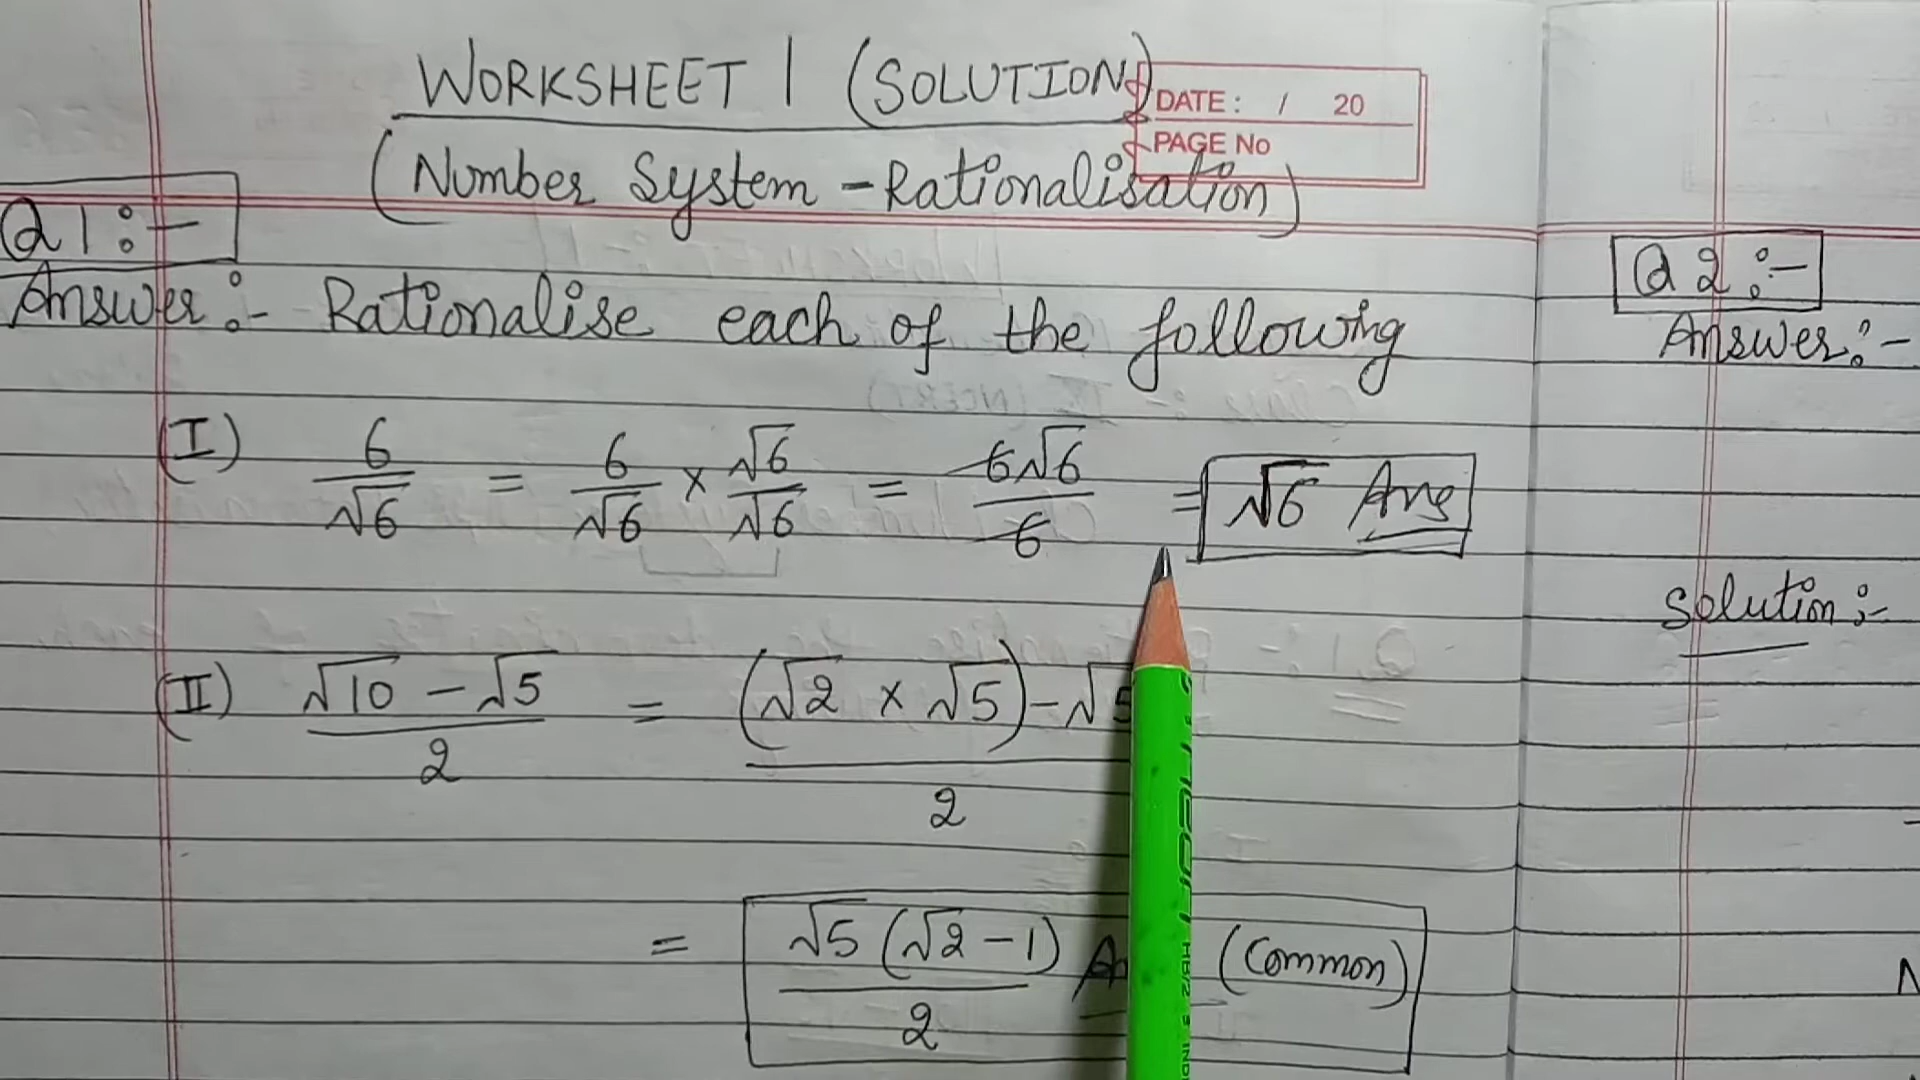 WORKSHEET 1 (SOLUTION)
DATE: / 20
PAGE No
(Number System - Rationalisation)
Q1:-
Answer:- Rationalise each of the following
(I) 6/√6 = 6/√6 × √6/√6 = 6√6/6 = √6 Ans
(II) √10 - √5 / 2 = (√2 × √5) - √5 / 2
= √5 (√2 - 1) / 2 (Common)
Q2:-
Answer:-
Solution:-